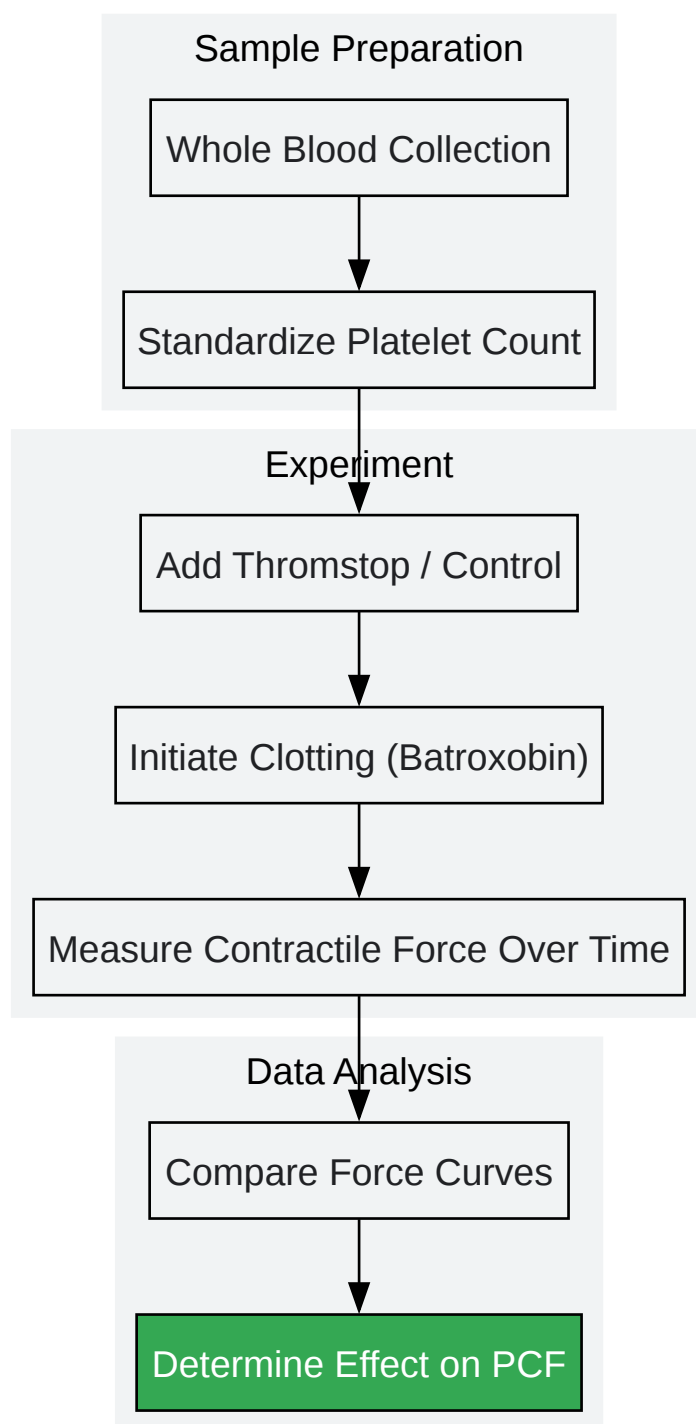 Sample Preparation
Whole Blood Collection
Standardize Platelet Count
Experiment
Add Thromstop / Control
Initiate Clotting (Batroxobin)
Measure Contractile Force Over Time
Data Analysis
Compare Force Curves
Determine Effect on PCF